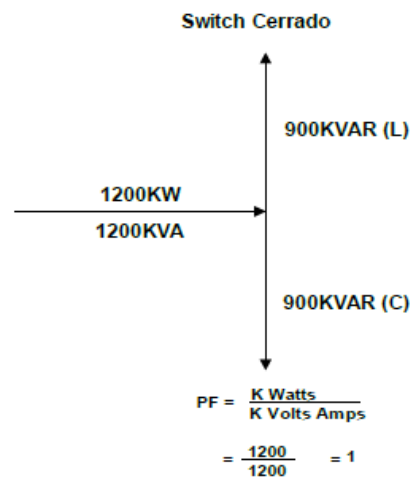 Switch Cerrado
900KVAR (L)
1200KW
1200KVA
900KVAR (C)
PF = K Watts
K Volts Amps
= 1200 = 1
1200